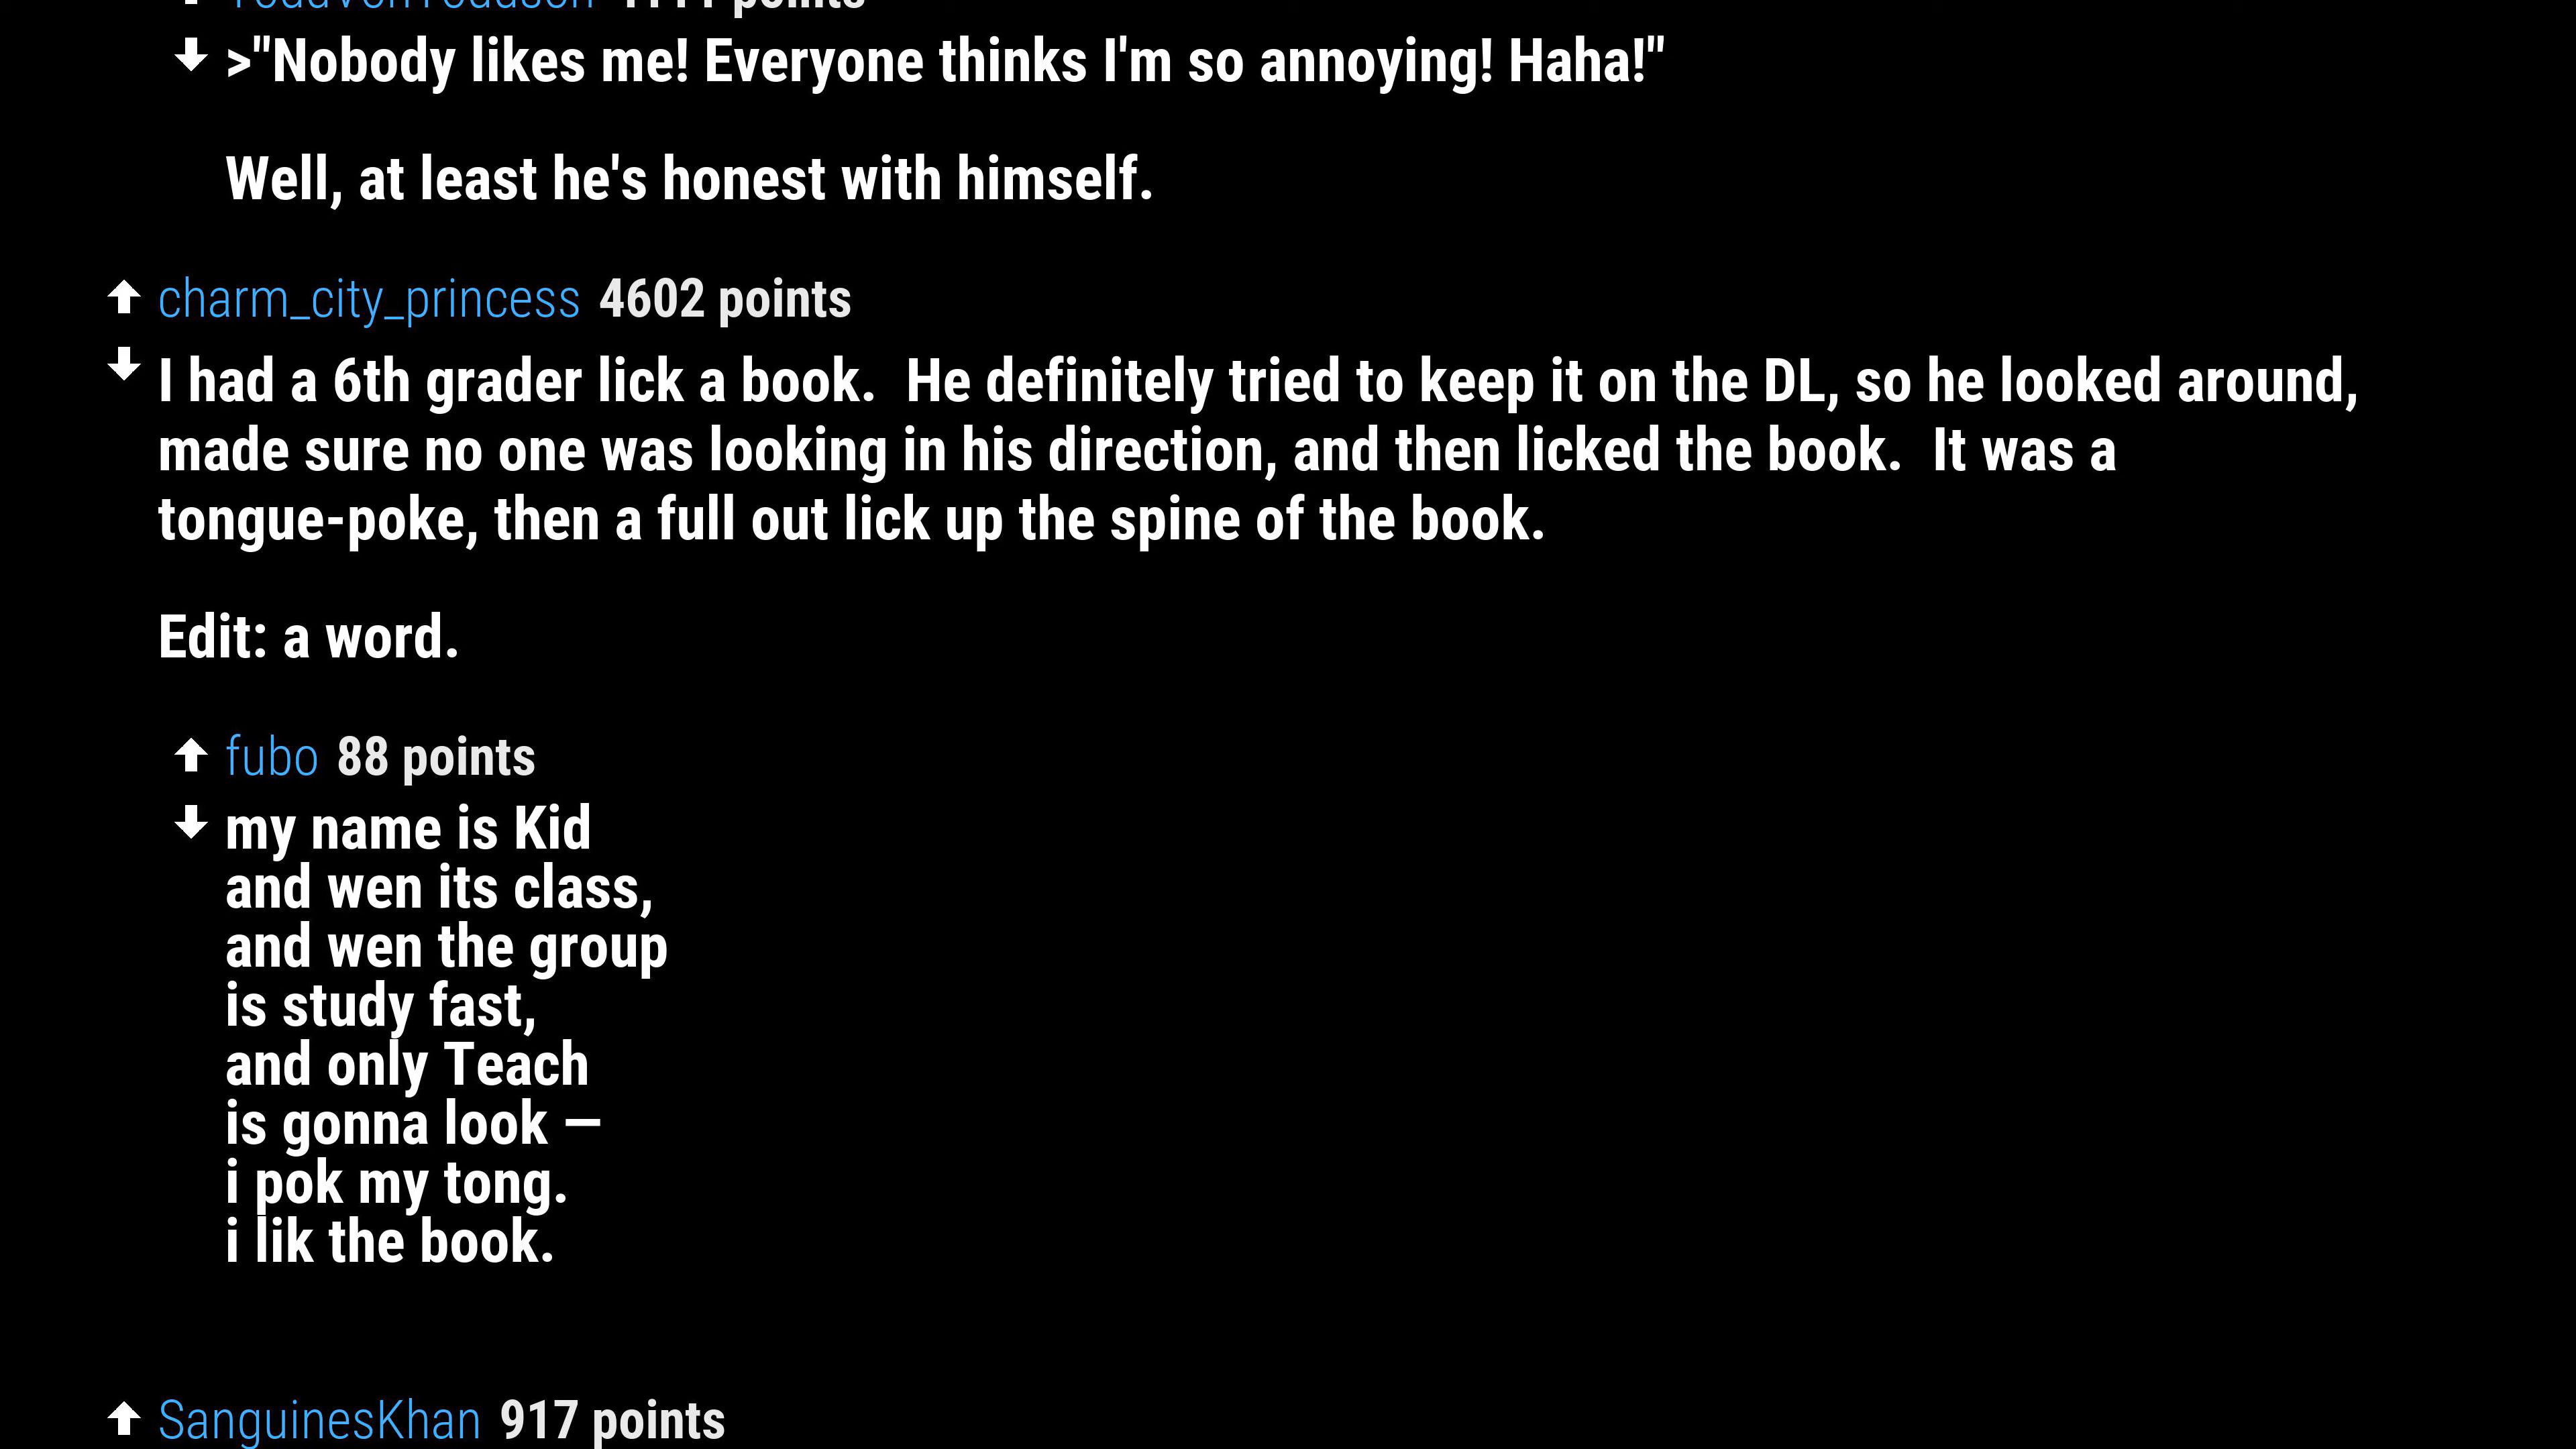 points
>"Nobody likes me! Everyone thinks I'm so annoying! Haha!"
Well, at least he's honest with himself.
charm_city_princess 4602 points
I had a 6th grader lick a book.  He definitely tried to keep it on the DL, so he looked around,
made sure no one was looking in his direction, and then licked the book.  It was a
tongue-poke, then a full out lick up the spine of the book.
Edit: a word.
fubo 88 points
my name is Kid
and wen its class,
and wen the group
is study fast,
and only Teach
is gonna look —
i pok my tong.
i lik the book.
SanguinesKhan 917 points